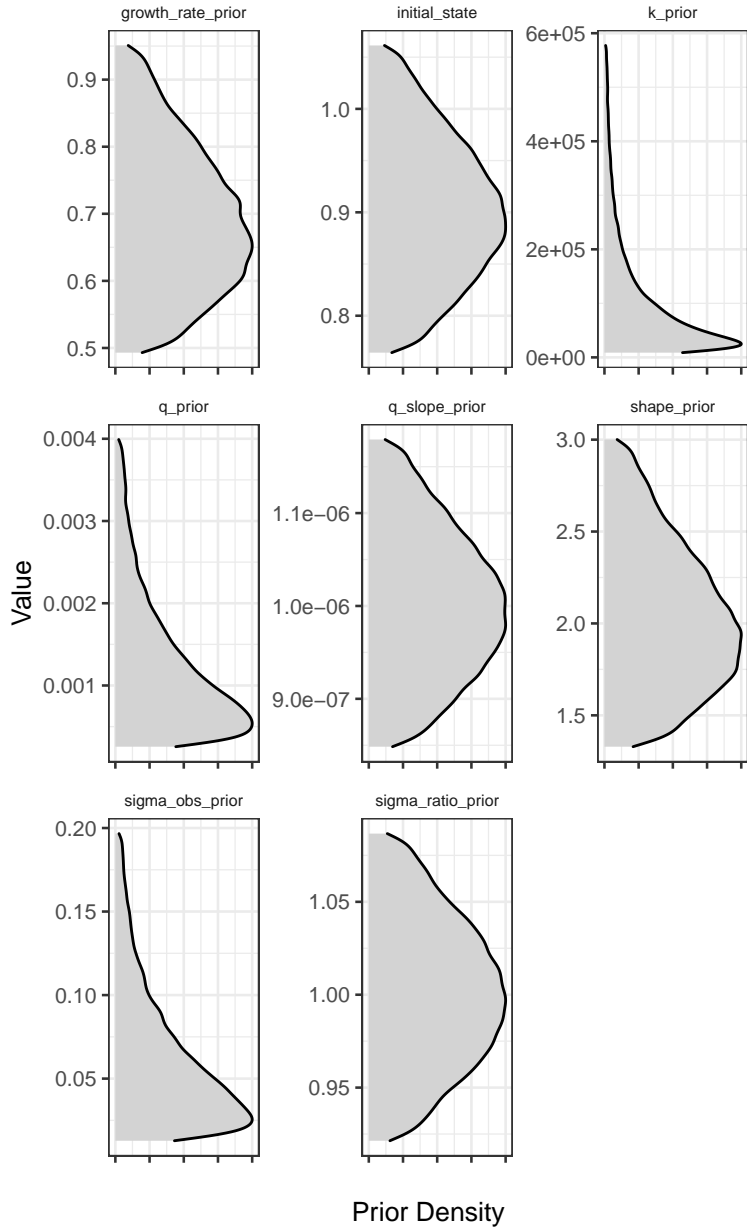 growth_rate_prior initial_state k_prior
0.9
0.8
0.7
0.6
0.5
1.0
0.9
0.8
6e+05
4e+05
2e+05
0e+00
q_prior q_slope_prior shape_prior
Value
0.004
0.003
0.002
0.001
1.1e−06
1.0e−06
9.0e−07
3.0
2.5
2.0
1.5
sigma_obs_prior sigma_ratio_prior
0.20
0.15
0.10
0.05
1.05
1.00
0.95
Prior Density